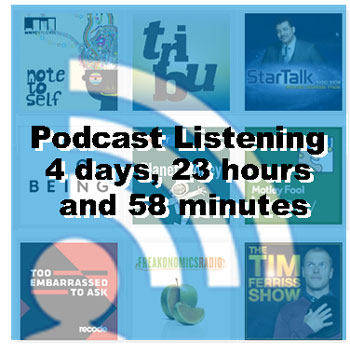 note
to
self
tribu
StarTalk
Podcast Listening
4 days, 23 hours
and 58 minutes
BEING
Motley Fool
TOO
EMBARRASSED
TO ASK
recode
FREAKONOMICS RADIO
THE
TIM
FERRISS
SHOW